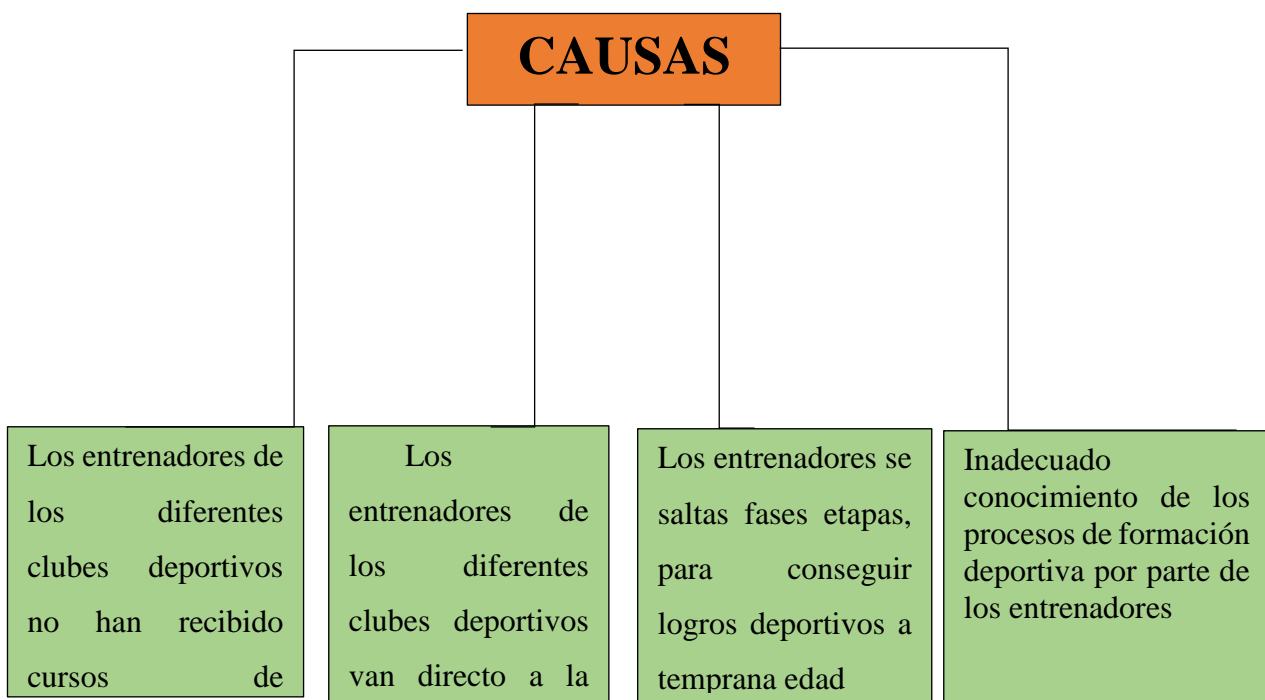 CAUSAS
Los entrenadores de
los diferentes
clubes deportivos
no han recibido
cursos de
Los
entrenadores de
los diferentes
clubes deportivos
van directo a la
Los entrenadores se
saltas fases etapas,
para conseguir
logros deportivos a
temprana edad
Inadecuado
conocimiento de los
procesos de formación
deportiva por parte de
los entrenadores